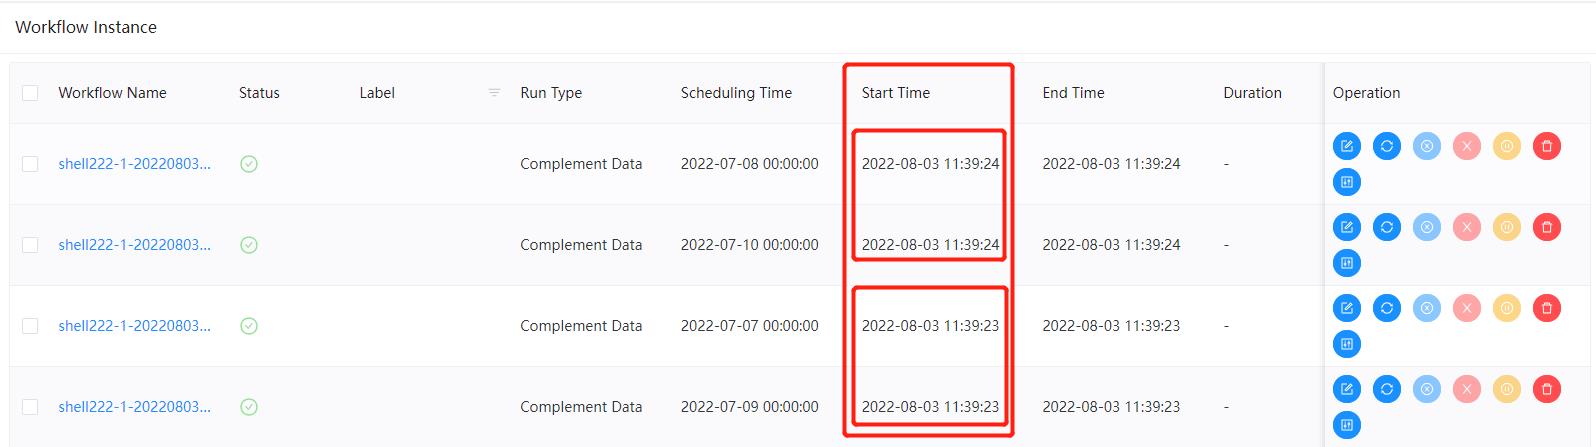 Workflow Instance
Workflow Name Status Label Run Type Scheduling Time Start Time End Time Duration Operation
shell222-1-20220803... Complement Data 2022-07-08 00:00:00 2022-08-03 11:39:24 2022-08-03 11:39:24 -
shell222-1-20220803... Complement Data 2022-07-10 00:00:00 2022-08-03 11:39:24 2022-08-03 11:39:24 -
shell222-1-20220803... Complement Data 2022-07-07 00:00:00 2022-08-03 11:39:23 2022-08-03 11:39:23 -
shell222-1-20220803... Complement Data 2022-07-09 00:00:00 2022-08-03 11:39:23 2022-08-03 11:39:23 -